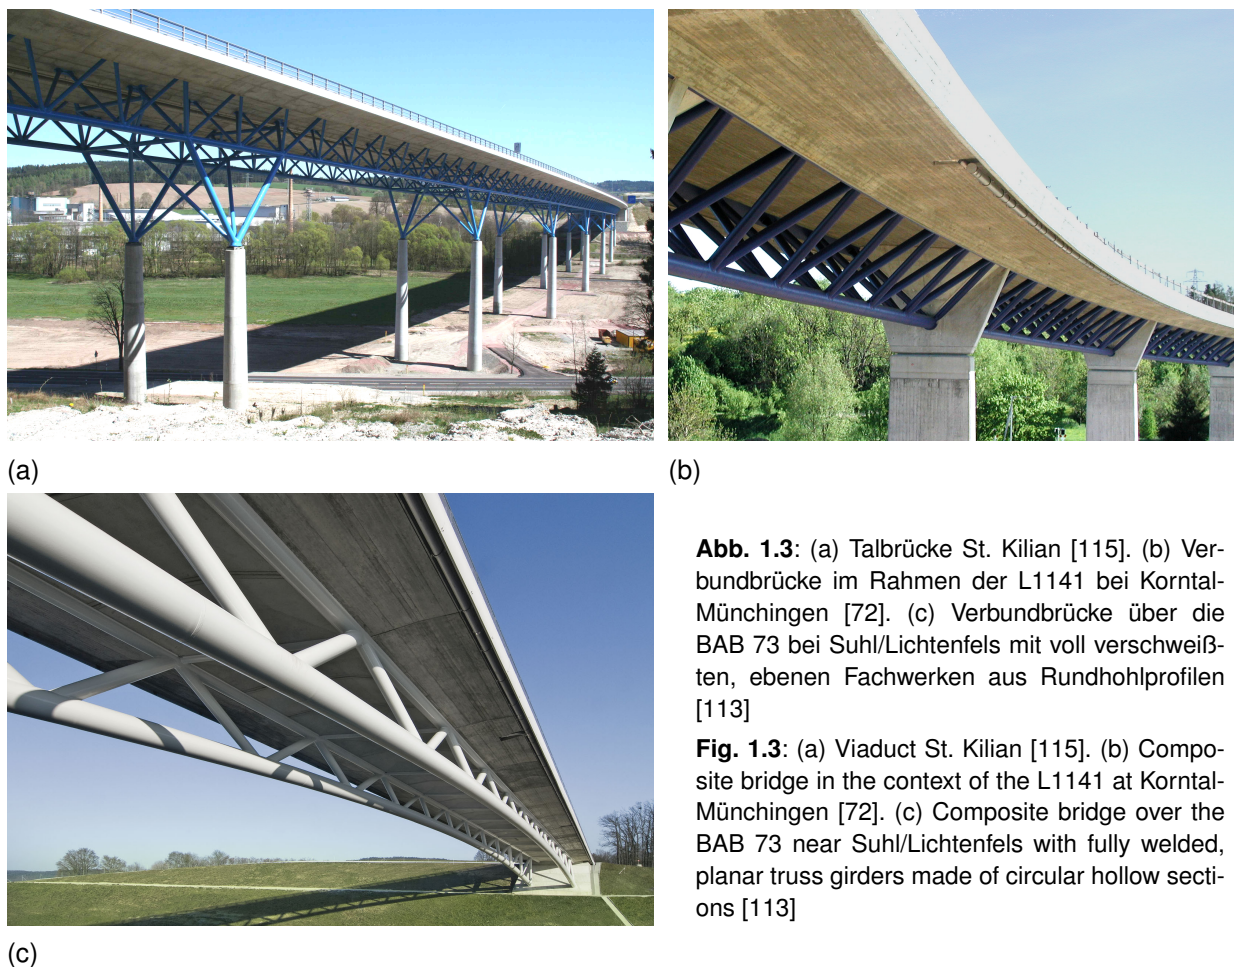 (a)
(b)
Abb. 1.3: (a) Talbrücke St. Kilian [115]. (b) Ver-
bundbrücke im Rahmen der L1141 bei Korntal-
Münchingen [72]. (c) Verbundbrücke über die
BAB 73 bei Suhl/Lichtenfels mit voll verschweiß-
ten, ebenen Fachwerken aus Rundhohlprofilen
[113]
Fig. 1.3: (a) Viaduct St. Kilian [115]. (b) Compo-
site bridge in the context of the L1141 at Korntal-
Münchingen [72]. (c) Composite bridge over the
BAB 73 near Suhl/Lichtenfels with fully welded,
planar truss girders made of circular hollow secti-
ons [113]
(c)